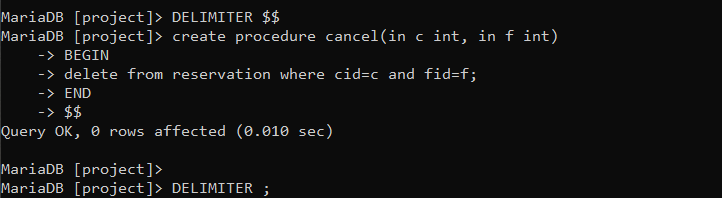 MariaDB [project]> DELIMITER $$
MariaDB [project]> create procedure cancel(in c int, in f int)
    -> BEGIN
    -> delete from reservation where cid=c and fid=f;
    -> END
    -> $$
Query OK, 0 rows affected (0.010 sec)

MariaDB [project]>
MariaDB [project]> DELIMITER ;